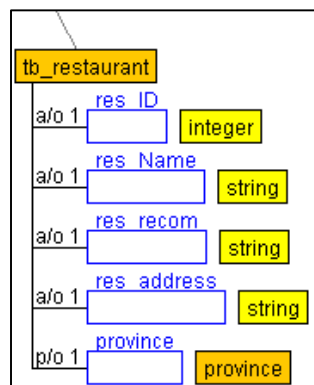 tb_restaurant
res_ID
a/o 1
integer
res_Name
a/o 1
string
res_recom
a/o 1
string
res_address
a/o 1
string
province
p/o 1
province